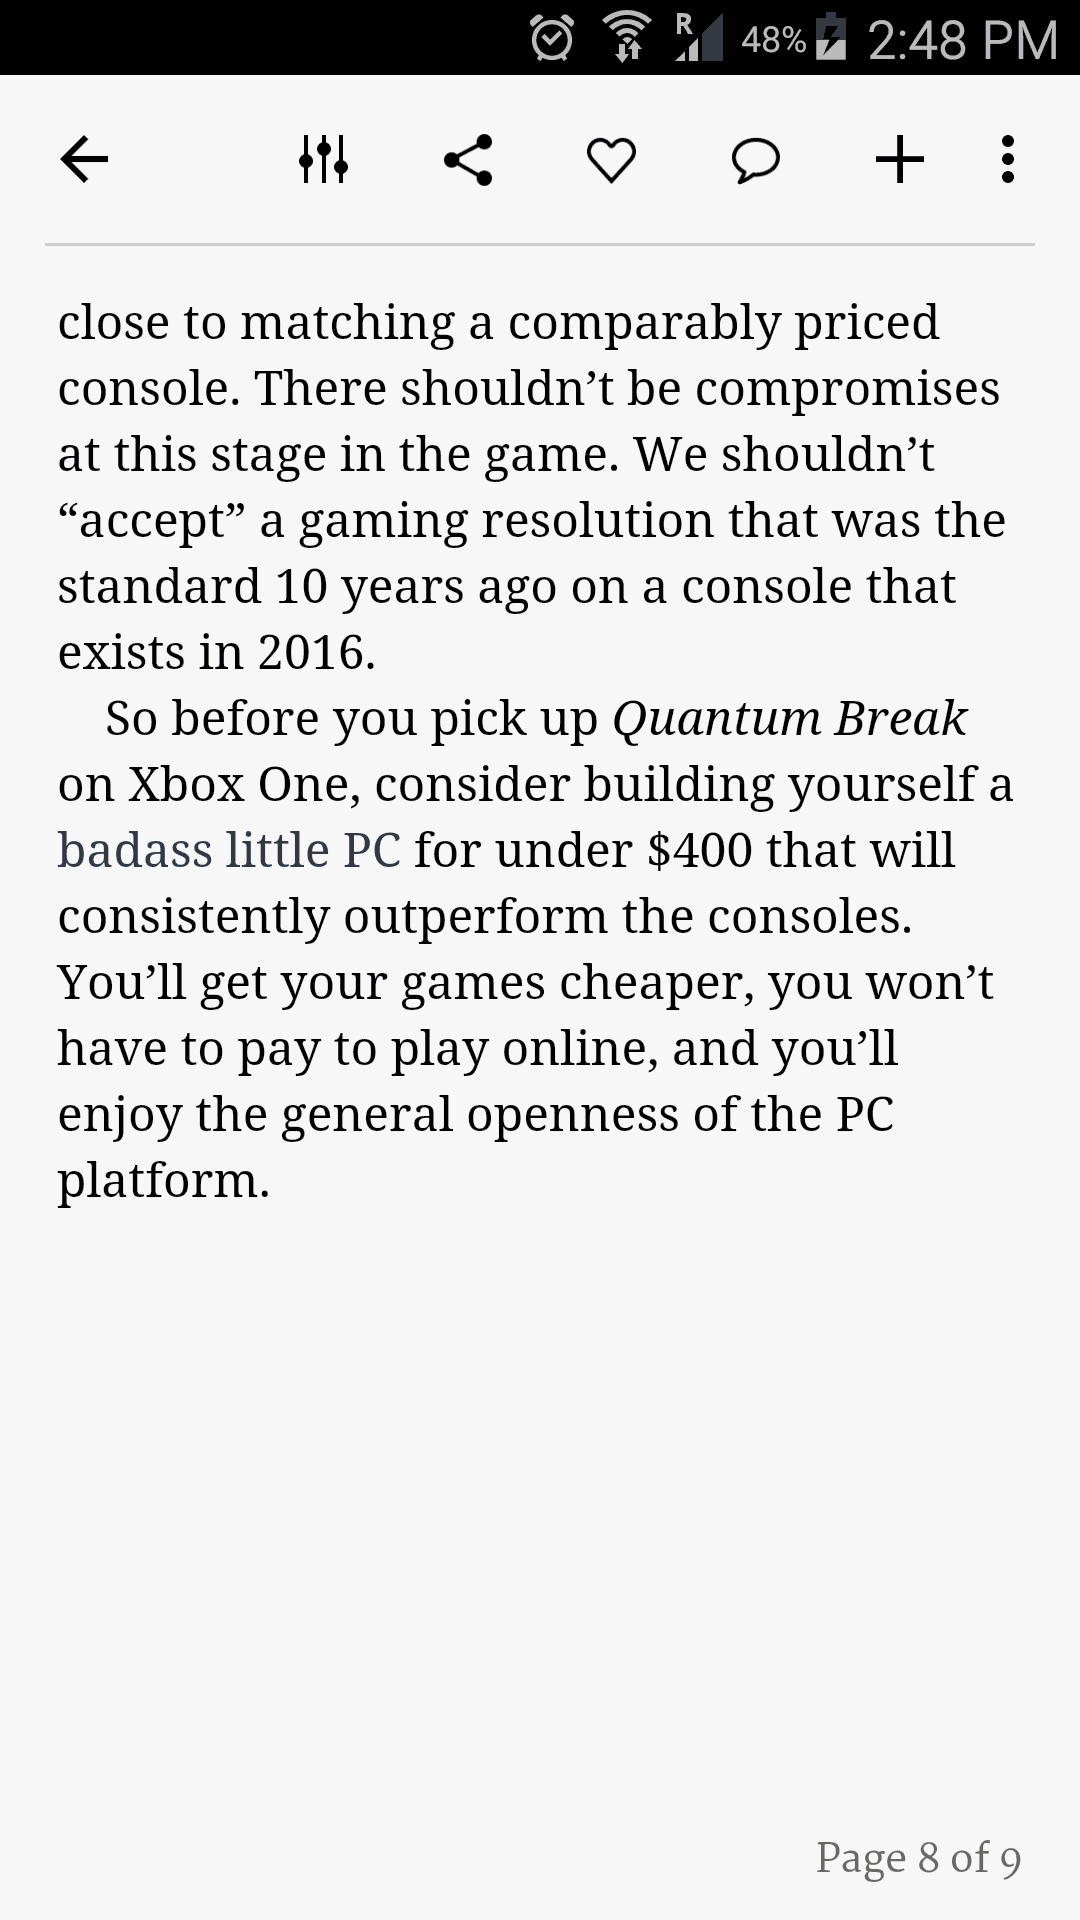 R 48% 2:48 PM
close to matching a comparably priced
console. There shouldn’t be compromises
at this stage in the game. We shouldn’t
“accept” a gaming resolution that was the
standard 10 years ago on a console that
exists in 2016.
So before you pick up Quantum Break
on Xbox One, consider building yourself a
badass little PC for under $400 that will
consistently outperform the consoles.
You’ll get your games cheaper, you won’t
have to pay to play online, and you’ll
enjoy the general openness of the PC
platform.
Page 8 of 9